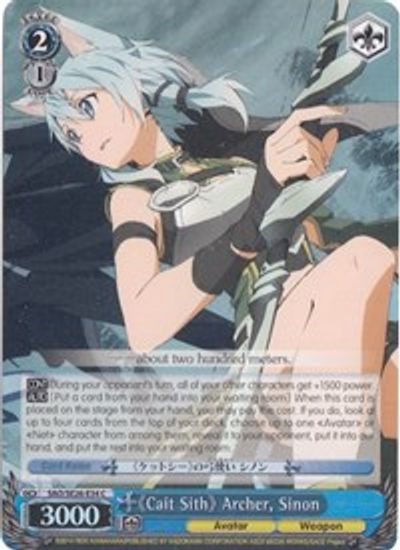 2
1
about two hundred meters.
During your opponent's turn, all of your other characters get +1500 power.
[Put a card from your hand into your waiting room] When this card is
placed on the stage from your hand, you may pay the cost. If you do, look at
up to four cards from the top of your deck, choose up to one «Avatar» or
«Net» character from among them, reveal it to your opponent, put it into
your hand, and put the rest into your waiting room.
Card Name 《ケットシー》の弓使い シノン
SAO/SE26-E34 C
《Cait Sith》 Archer, Sinon
3000
Avatar
Weapon